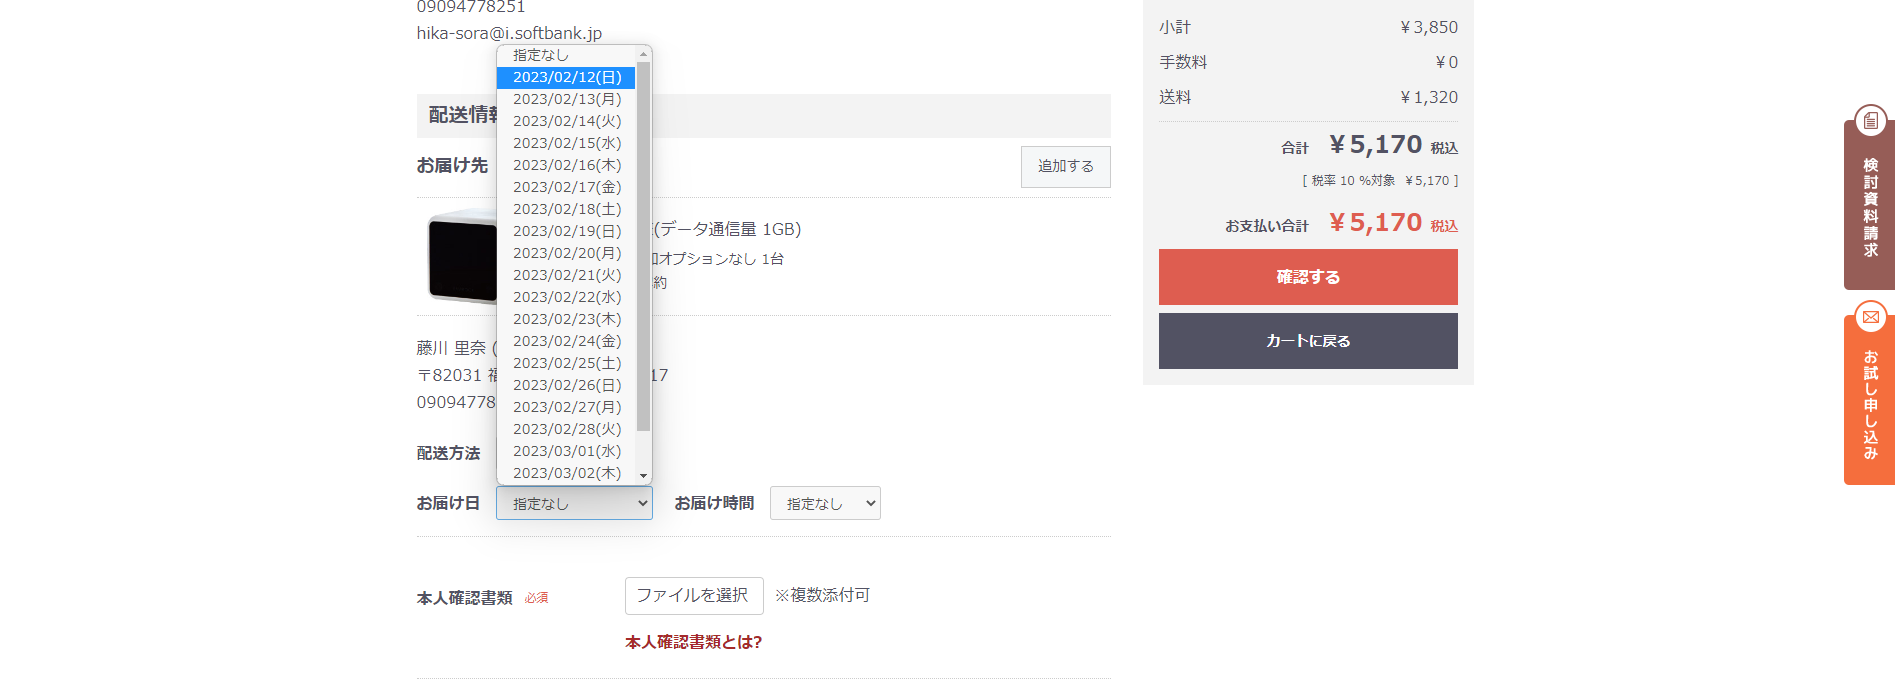 09094778251
hika-sora@i.softbank.jp
指定なし
2023/02/12(日)
2023/02/13(月)
2023/02/14(火)
2023/02/15(水)
2023/02/16(木)
2023/02/17(金)
2023/02/18(土)
2023/02/19(日)
2023/02/20(月)
2023/02/21(火)
2023/02/22(水)
2023/02/23(木)
2023/02/24(金)
2023/02/25(土)
2023/02/26(日)
2023/02/27(月)
2023/02/28(火)
2023/03/01(水)
2023/03/02(木)
配送情報
お届け先
追加する
(データ通信量 1GB)
オプションなし 1台
約
藤川 里奈 (
〒82031 福 17
09094778
配送方法
お届け日 指定なし お届け時間 指定なし
本人確認書類 必須 ファイルを選択 ※複数添付可
本人確認書類とは?
小計 ￥3,850
手数料 ￥0
送料 ￥1,320
合計 ￥5,170 税込
[ 税率 10 %対象 ￥5,170 ]
お支払い合計 ￥5,170 税込
確認する
カートに戻る
検討資料請求
お試し申し込み